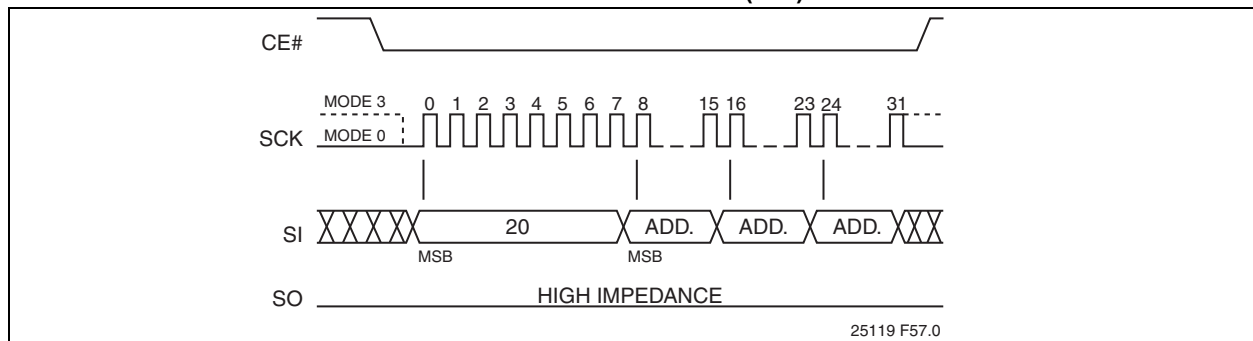 CE#
MODE 3
0 1 2 3 4 5 6 7 8 15 16 23 24 31
SCK
MODE 0
SI
20
ADD.
ADD.
ADD.
MSB
MSB
SO
HIGH IMPEDANCE
25119 F57.0